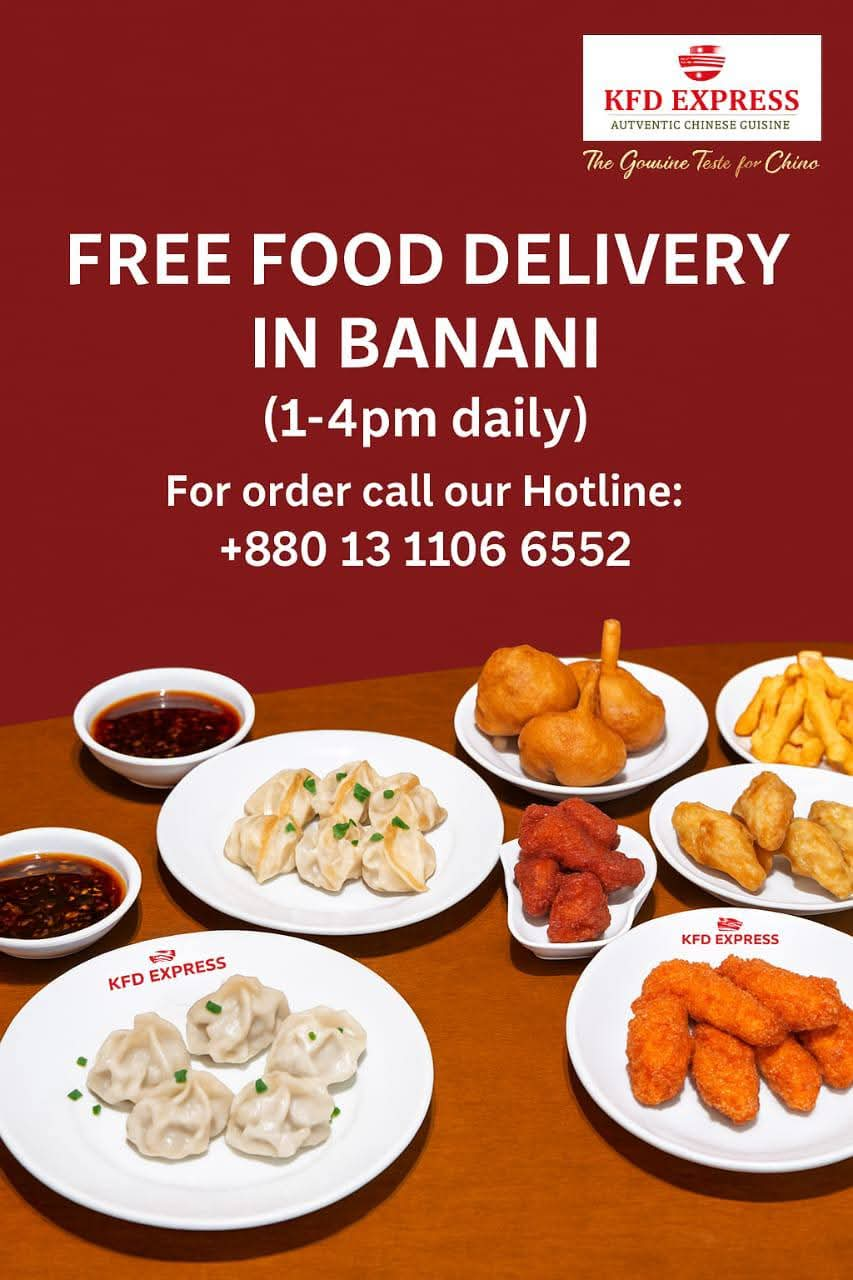 KFD EXPRESS
AUTVENTIC CHINESE GUISINE
The Gousine Teste for Chino
FREE FOOD DELIVERY
IN BANANI
(1-4pm daily)
For order call our Hotline:
+880 13 1106 6552
KFD EXPRESS
KFD EXPRESS